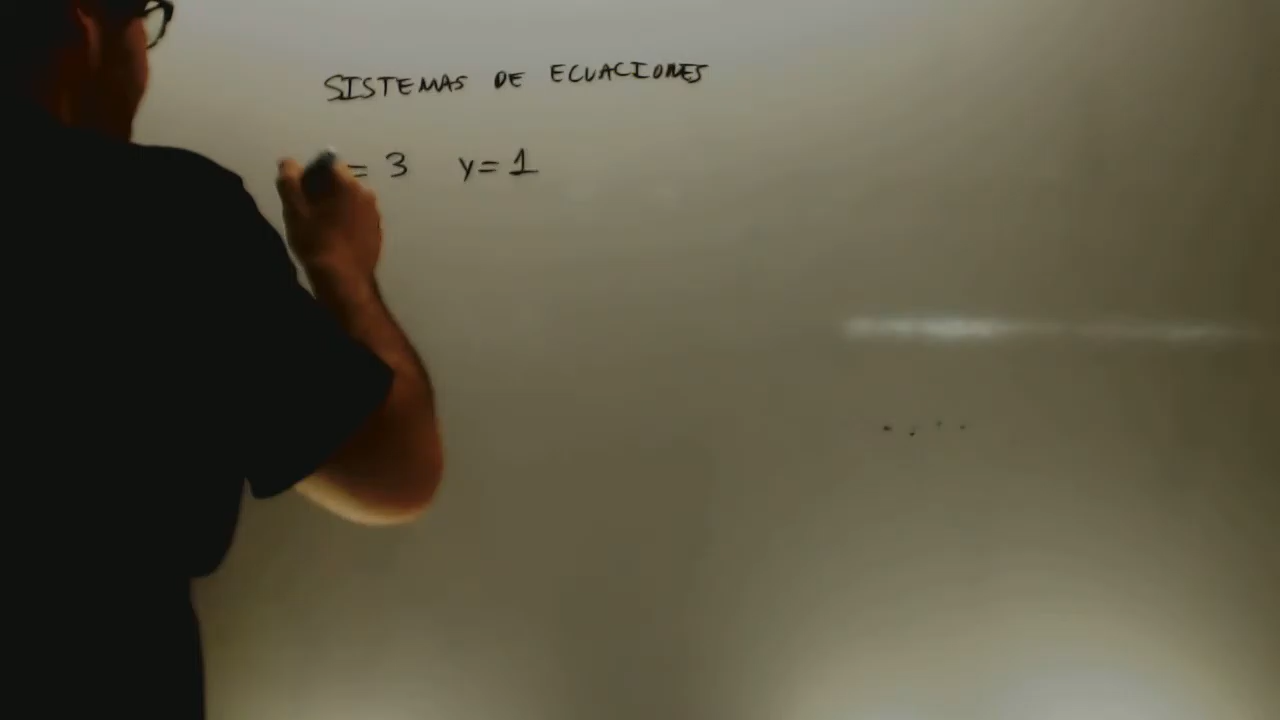 SISTEMAS DE ECUACIONES
= 3 y = 1